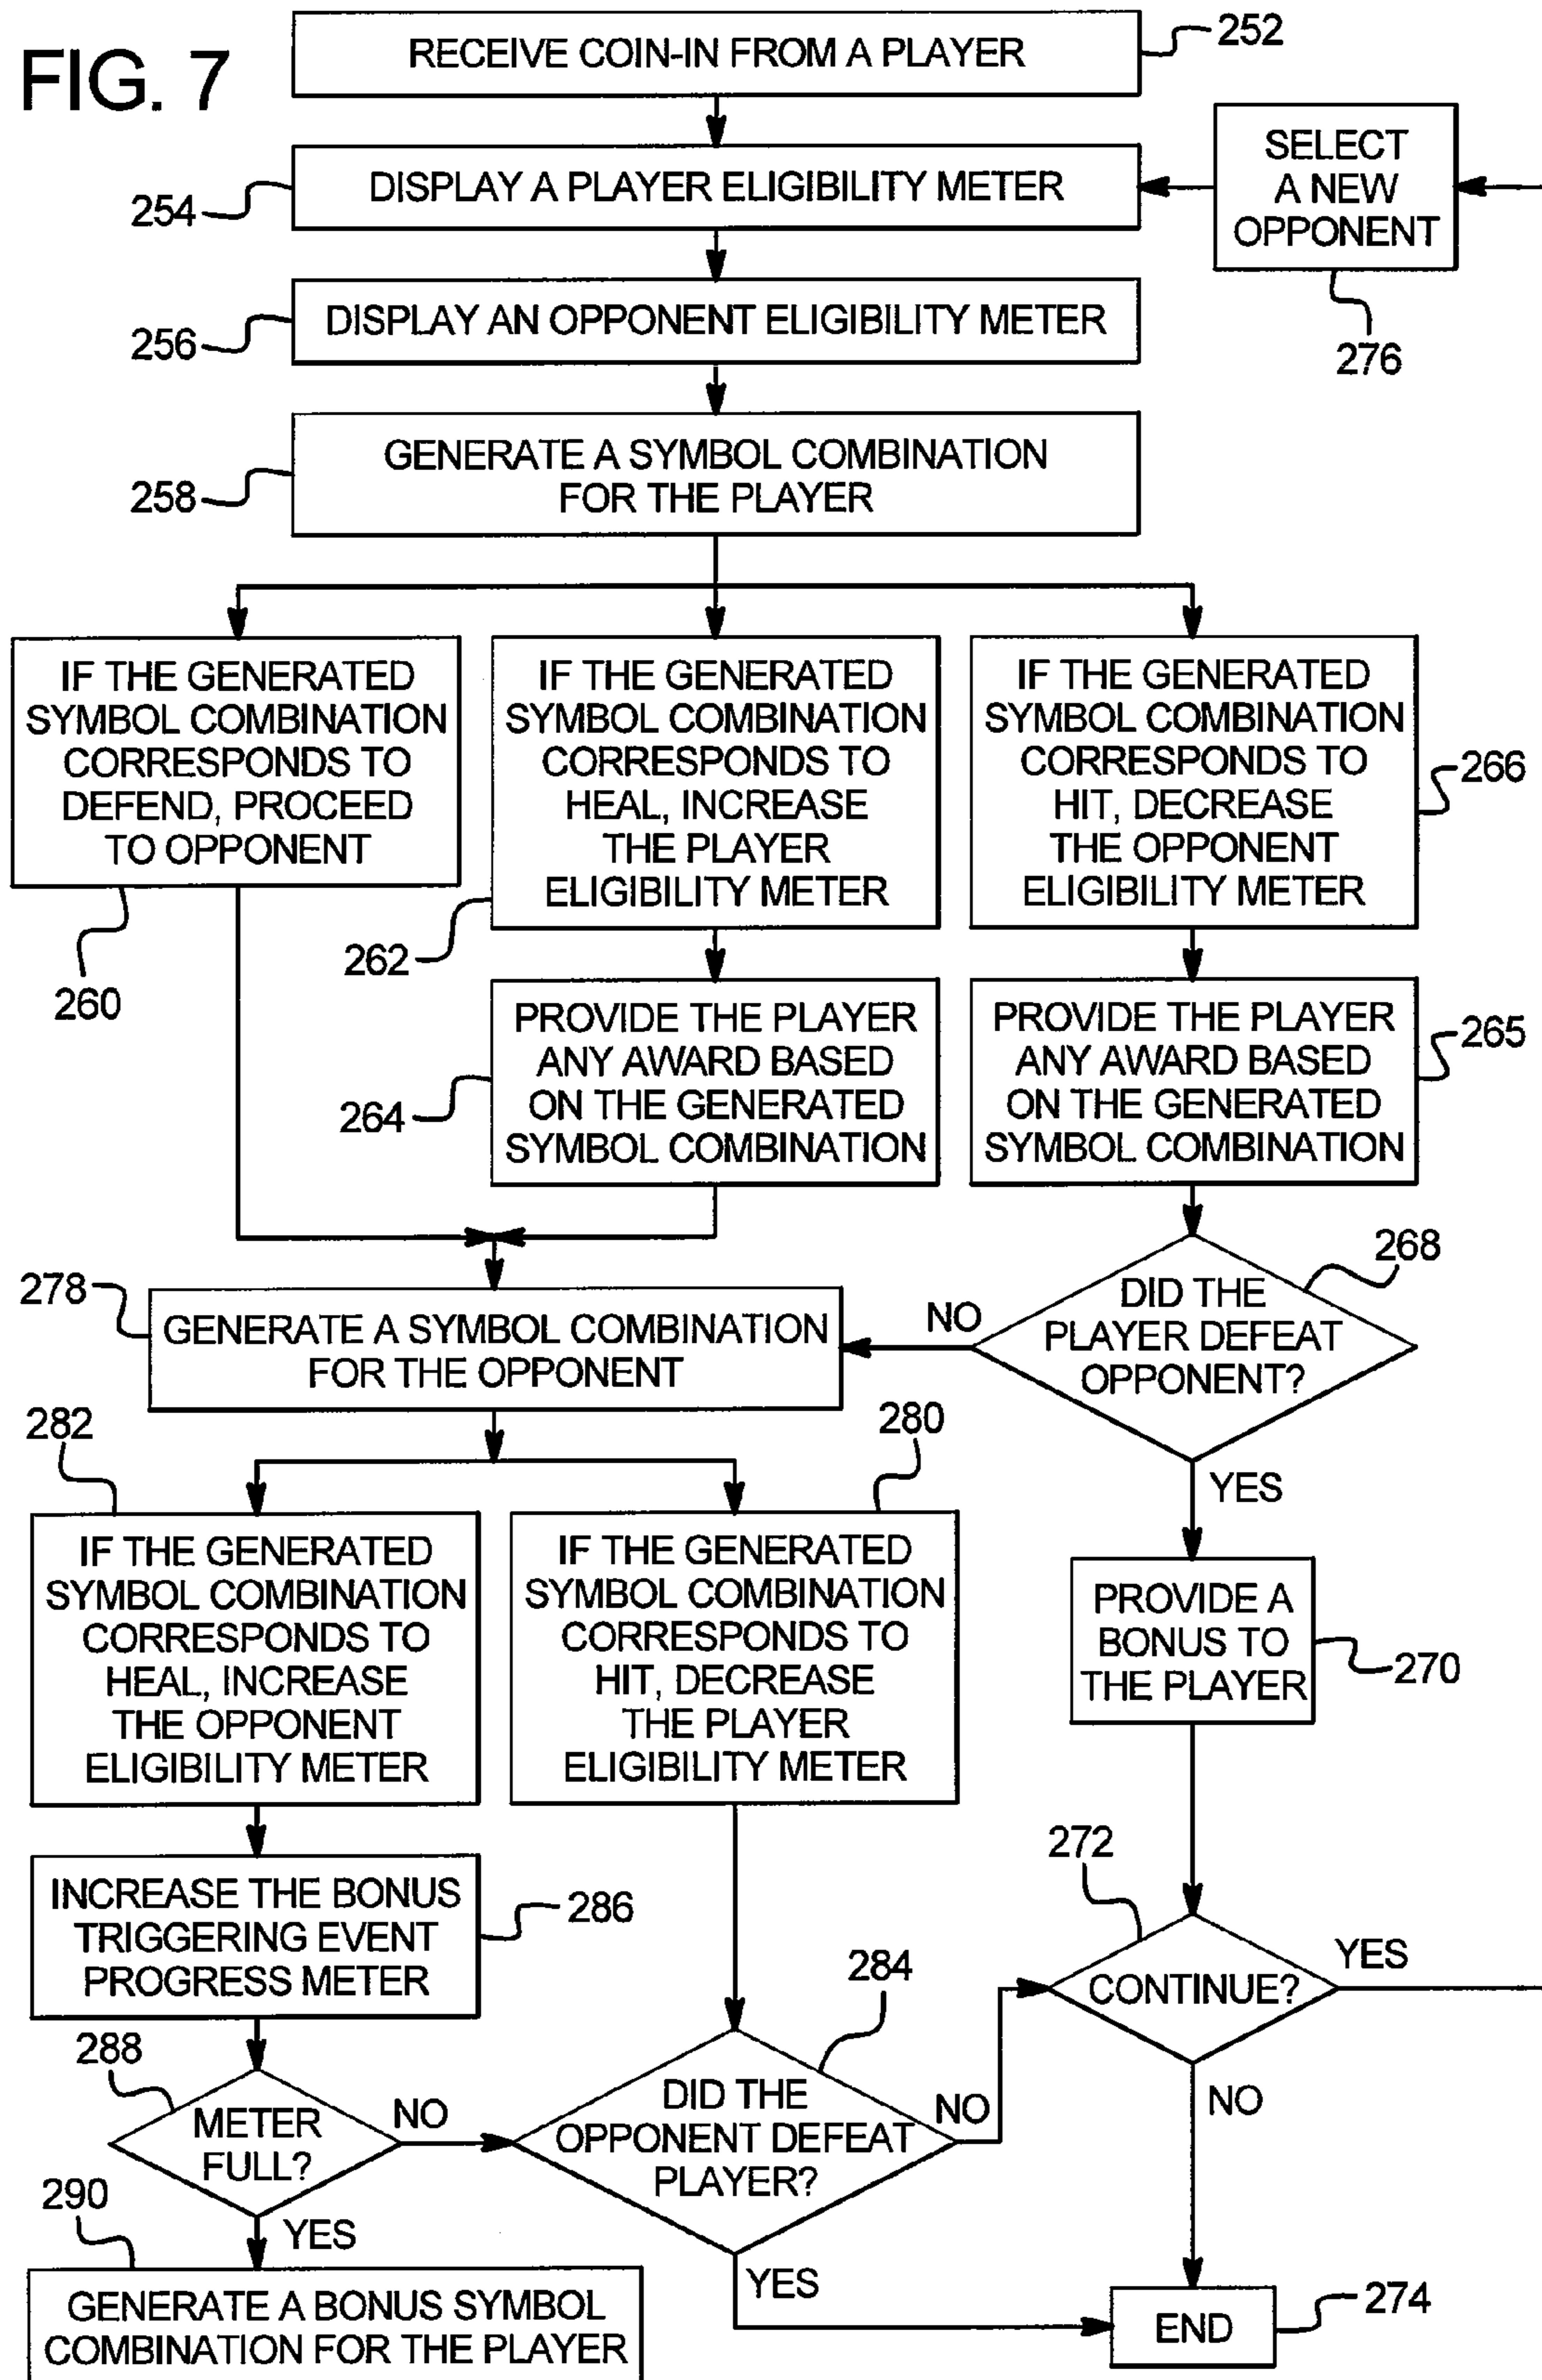 FIG. 7
RECEIVE COIN-IN FROM A PLAYER
252
DISPLAY A PLAYER ELIGIBILITY METER
254
SELECT
A NEW
OPPONENT
276
DISPLAY AN OPPONENT ELIGIBILITY METER
256
GENERATE A SYMBOL COMBINATION
FOR THE PLAYER
258
IF THE GENERATED
SYMBOL COMBINATION
CORRESPONDS TO
DEFEND, PROCEED
TO OPPONENT
260
IF THE GENERATED
SYMBOL COMBINATION
CORRESPONDS TO
HEAL, INCREASE
THE PLAYER
ELIGIBILITY METER
262
IF THE GENERATED
SYMBOL COMBINATION
CORRESPONDS TO
HIT, DECREASE
THE OPPONENT
ELIGIBILITY METER
266
PROVIDE THE PLAYER
ANY AWARD BASED
ON THE GENERATED
SYMBOL COMBINATION
264
PROVIDE THE PLAYER
ANY AWARD BASED
ON THE GENERATED
SYMBOL COMBINATION
265
DID THE
PLAYER DEFEAT
OPPONENT?
268
NO
YES
278
GENERATE A SYMBOL COMBINATION
FOR THE OPPONENT
282
IF THE GENERATED
SYMBOL COMBINATION
CORRESPONDS TO
HEAL, INCREASE
THE OPPONENT
ELIGIBILITY METER
280
IF THE GENERATED
SYMBOL COMBINATION
CORRESPONDS TO
HIT, DECREASE
THE PLAYER
ELIGIBILITY METER
PROVIDE A
BONUS TO
THE PLAYER
270
INCREASE THE BONUS
TRIGGERING EVENT
PROGRESS METER
286
272
CONTINUE?
YES
NO
288
METER
FULL?
NO
YES
284
DID THE
OPPONENT DEFEAT
PLAYER?
NO
YES
290
GENERATE A BONUS SYMBOL
COMBINATION FOR THE PLAYER
END
274